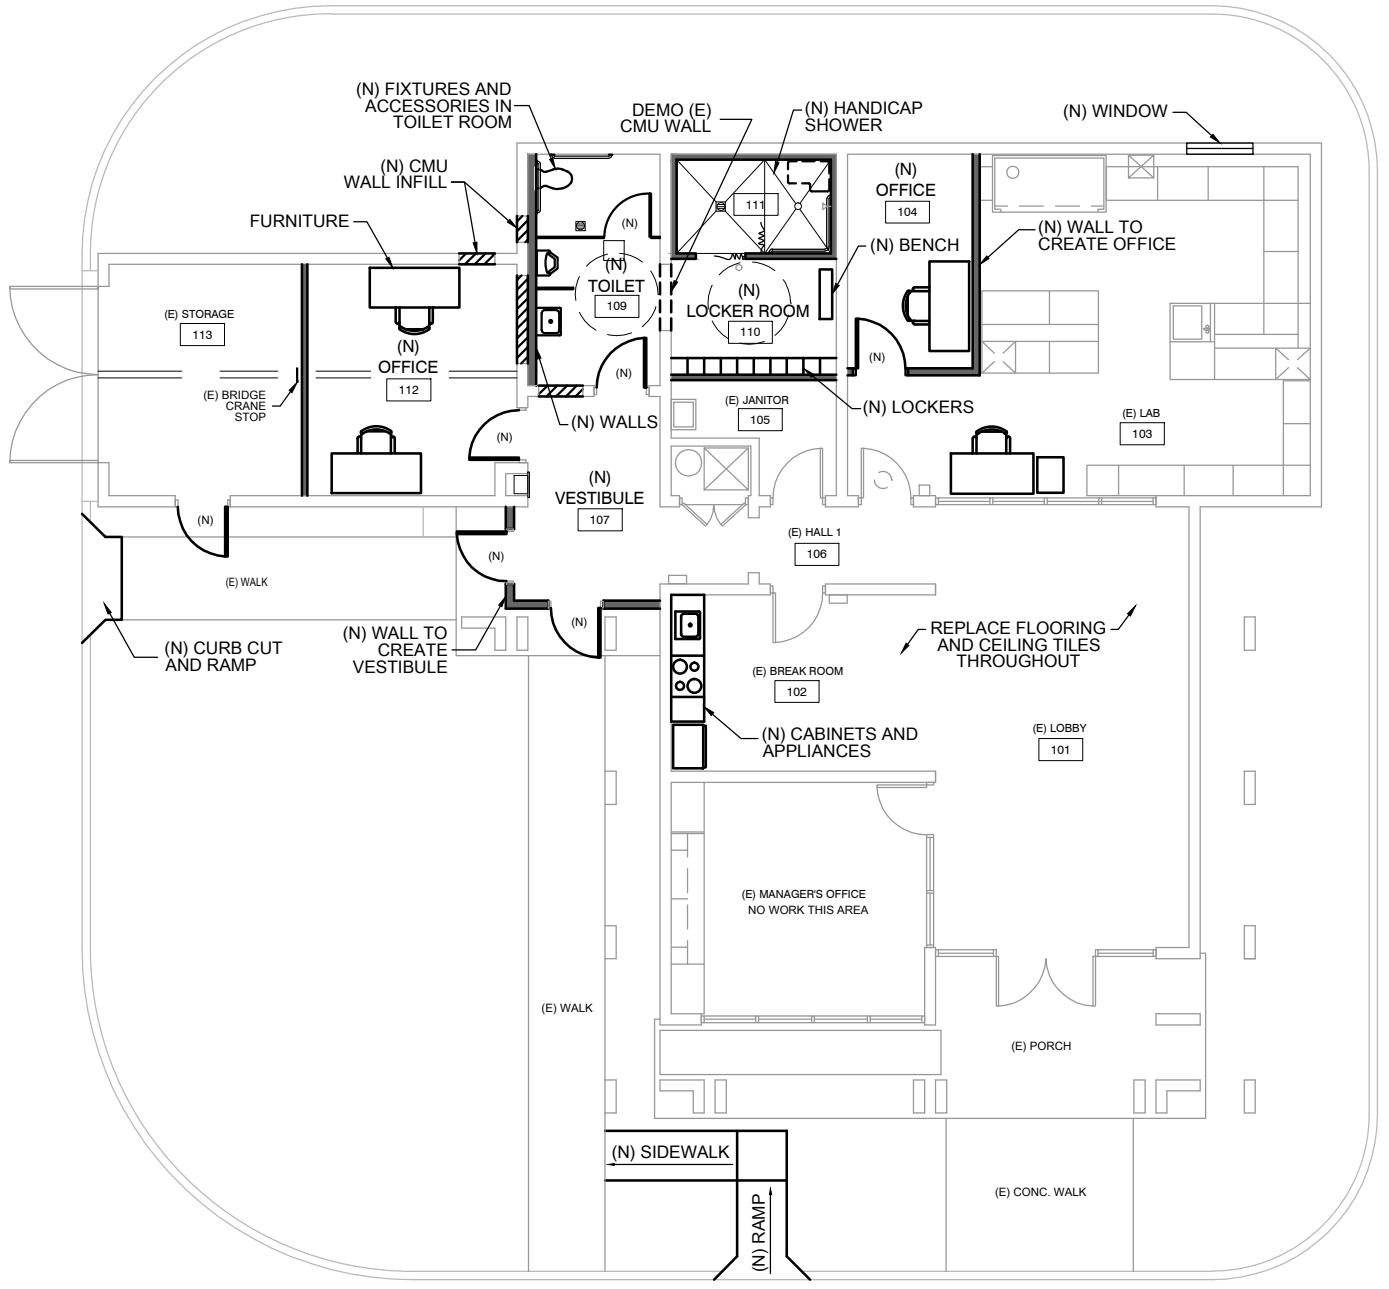 (N) FIXTURES AND
ACCESSORIES IN
TOILET ROOM
DEMO (E)
CMU WALL
(N) HANDICAP
SHOWER
(N) WINDOW
(N) CMU
WALL INFILL
FURNITURE
(N)
OFFICE
104
111
(N)
(N) WALL TO
CREATE OFFICE
(N) BENCH
(N)
TOILET
109
(N)
LOCKER ROOM
110
(E) STORAGE
113
(N)
OFFICE
112
(E) BRIDGE
CRANE
STOP
(N)
(N)
(E) JANITOR
105
(N) LOCKERS
(E) LAB
103
(N) WALLS
(N)
(N)
VESTIBULE
107
(N)
(E) HALL 1
106
(N)
(E) WALK
(N)
(N) CURB CUT
AND RAMP
(N) WALL TO
CREATE
VESTIBULE
REPLACE FLOORING
AND CEILING TILES
THROUGHOUT
(E) BREAK ROOM
102
(N) CABINETS AND
APPLIANCES
(E) LOBBY
101
(E) MANAGER'S OFFICE
NO WORK THIS AREA
(E) WALK
(E) PORCH
(N) SIDEWALK
(N) RAMP
(E) CONC. WALK